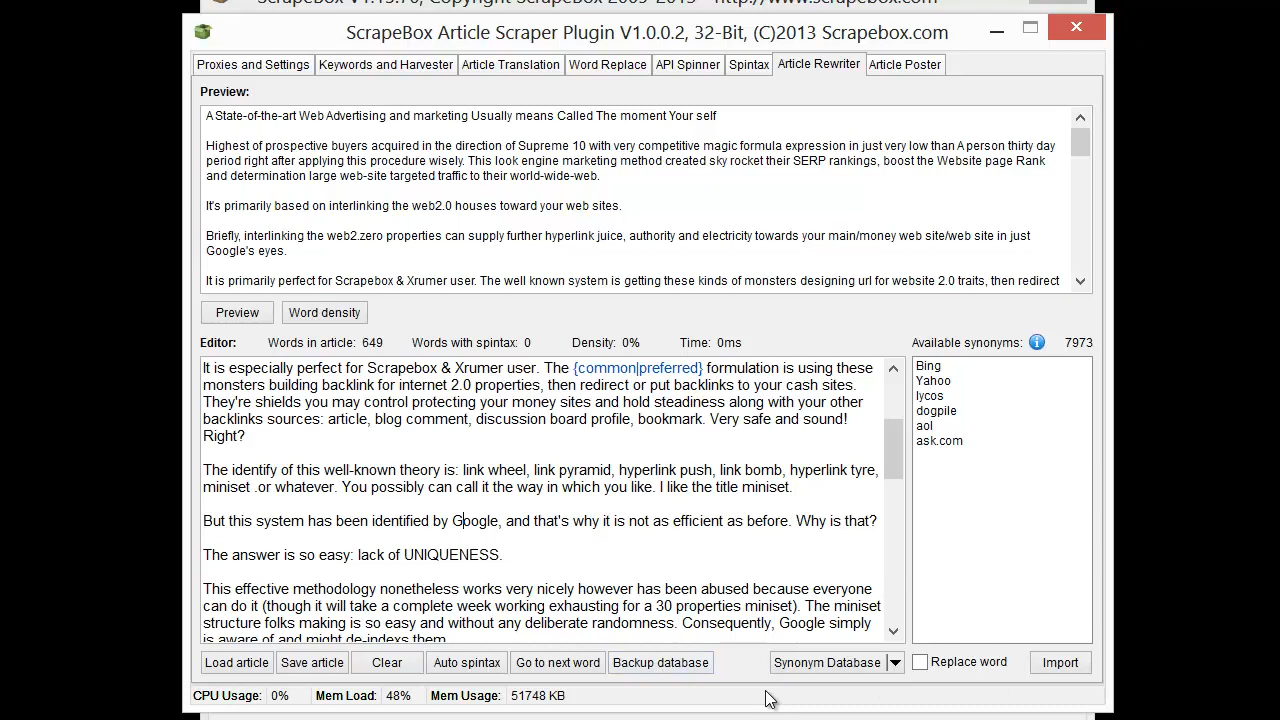 ScrapeBox Article Scraper Plugin V1.0.0.2, 32-Bit, (C)2013 Scrapebox.com
Proxies and Settings Keywords and Harvester Article Translation Word Replace API Spinner Spintax Article Rewriter Article Poster
Preview:
A State-of-the-art Web Advertising and marketing Usually means Called The moment Your self
Highest of prospective buyers acquired in the direction of Supreme 10 with very competitive magic formula expression in just very low than A person thirty day
period right after applying this procedure wisely. This look engine marketing method created sky rocket their SERP rankings, boost the Website page Rank
and determination large web-site targeted traffic to their world-wide-web.
It's primarily based on interlinking the web2.0 houses toward your web sites.
Briefly, interlinking the web2.zero properties can supply further hyperlink juice, authority and electricity towards your main/money web site/web site in just
Google's eyes.
It is primarily perfect for Scrapebox & Xrumer user. The well known system is getting these kinds of monsters designing url for website 2.0 traits, then redirect
Preview Word density
Editor: Words in article: 649 Words with spintax: 0 Density: 0% Time: 0ms Available synonyms: 7973
It is especially perfect for Scrapebox & Xrumer user. The {common|preferred} formulation is using these
monsters building backlink for internet 2.0 properties, then redirect or put backlinks to your cash sites.
They're shields you may control protecting your money sites and hold steadiness along with your other
backlinks sources: article, blog comment, discussion board profile, bookmark. Very safe and sound!
Right?
The identify of this well-known theory is: link wheel, link pyramid, hyperlink push, link bomb, hyperlink tyre,
miniset .or whatever. You possibly can call it the way in which you like. I like the title miniset.
But this system has been identified by Google, and that's why it is not as efficient as before. Why is that?
The answer is so easy: lack of UNIQUENESS.
This effective methodology nonetheless works very nicely however has been abused because everyone
can do it (though it will take a complete week working exhausting for a 30 properties miniset). The miniset
structure folks making is so easy and without any deliberate randomness. Consequently, Google simply
is aware of and might de-indexs them
Bing
Yahoo
lycos
dogpile
aol
ask.com
Load article Save article Clear Auto spintax Go to next word Backup database Synonym Database Replace word Import
CPU Usage: 0% Mem Load: 48% Mem Usage: 51748 KB